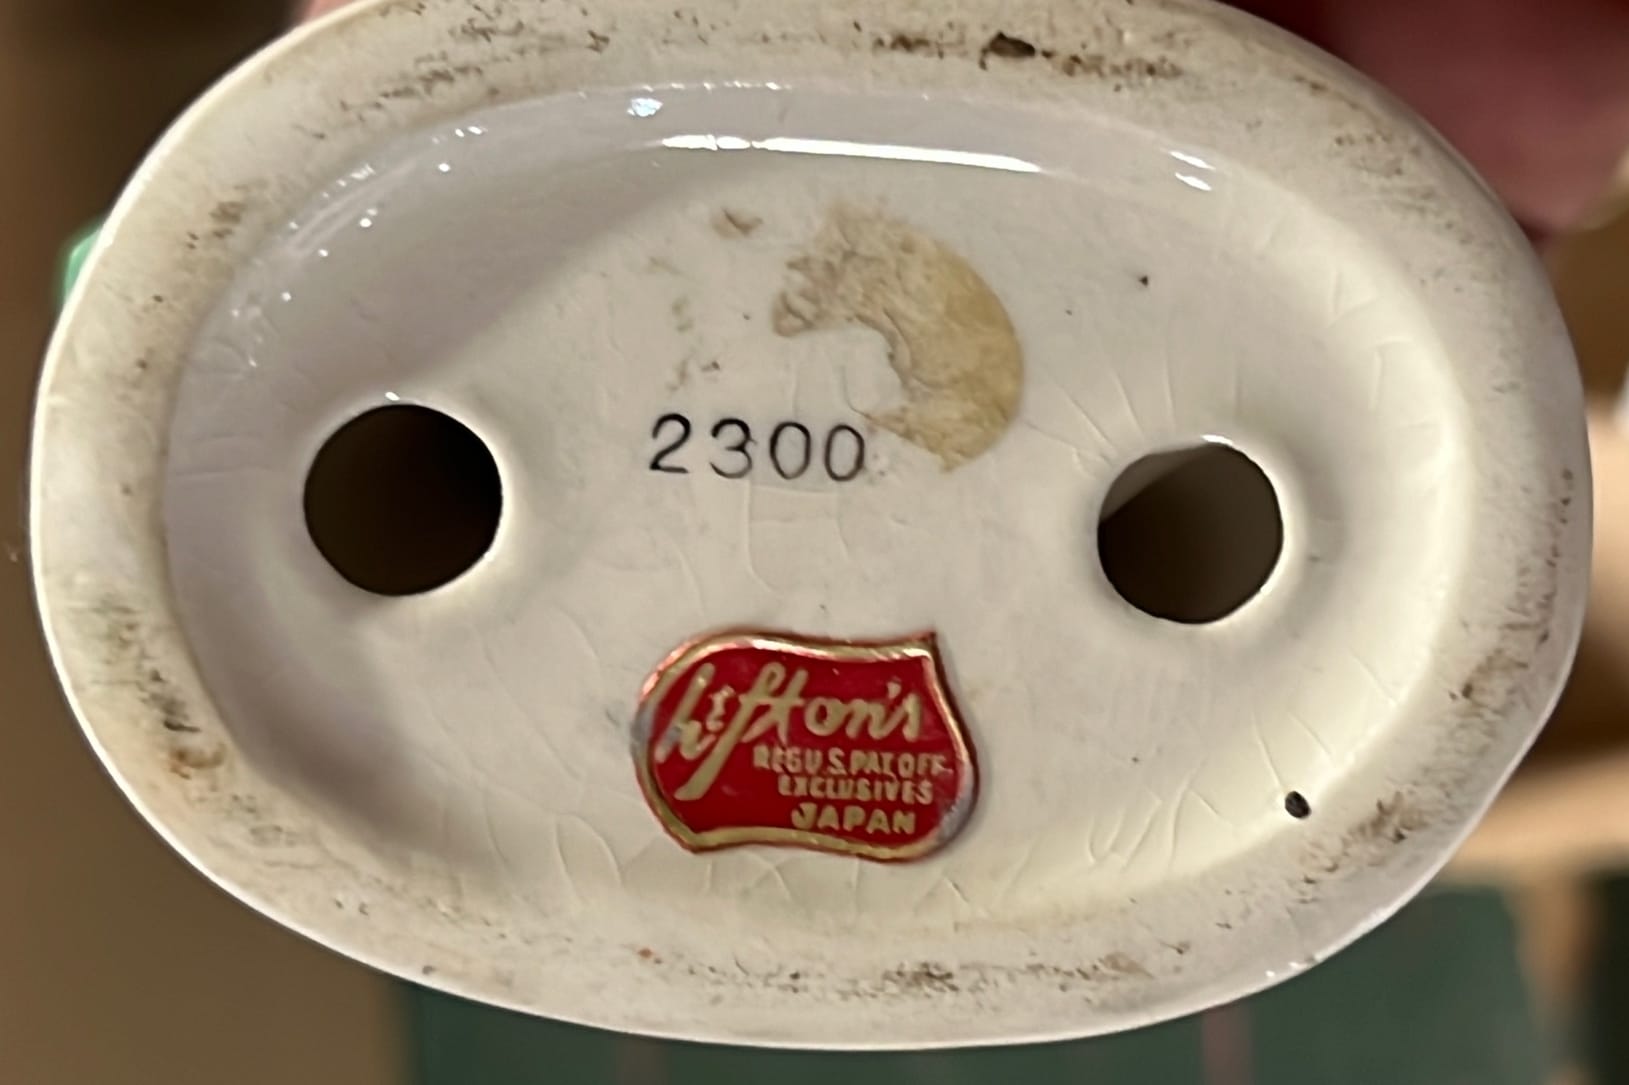 2300
Lefton's
REG U.S. PAT OFF.
EXCLUSIVES
JAPAN